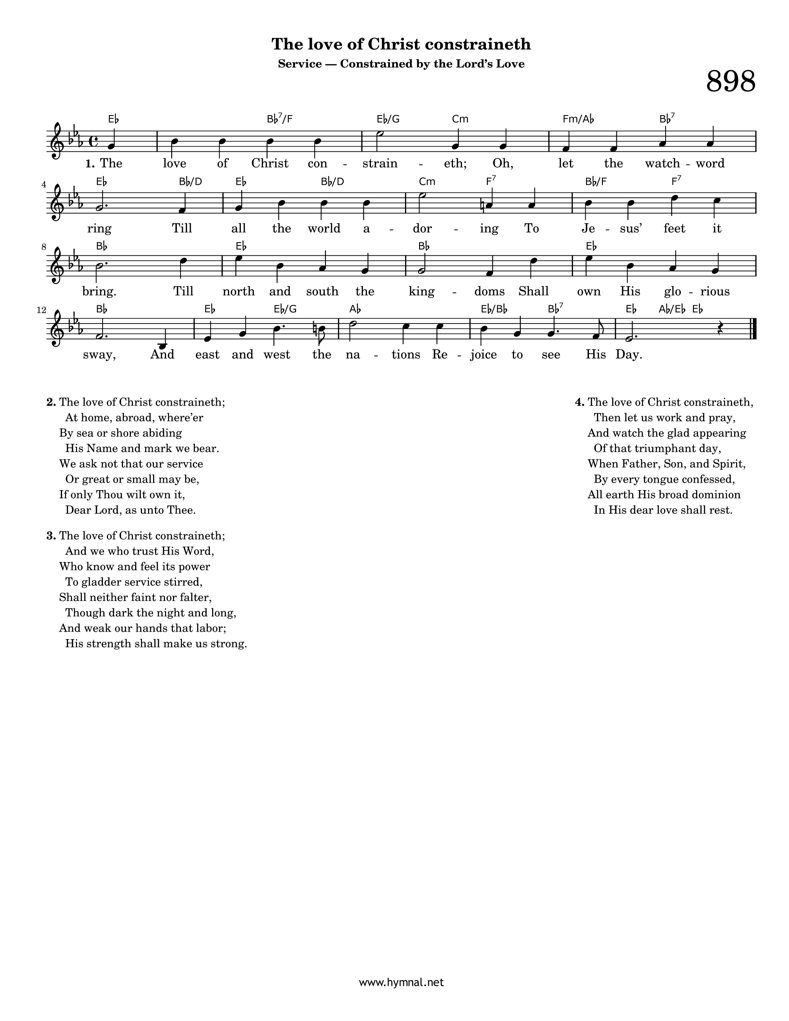 The love of Christ constraineth
Service — Constrained by the Lord's Love
898
E♭ B♭7/F E♭/G Cm Fm/A♭ B♭7
1. The love of Christ con - strain - eth; Oh, let the watch - word
4
E♭ B♭/D E♭ B♭/D Cm F7 B♭/F F7
ring Till all the world a - dor - ing To Je - sus' feet it
8
B♭ E♭ B♭ E♭
bring. Till north and south the king - doms Shall own His glo - rious
12
B♭ E♭ E♭/G A♭ E♭/B♭ B♭7 E♭ A♭/E♭ E♭
sway, And east and west the na - tions Re - joice to see His Day.
2. The love of Christ constraineth;
At home, abroad, where'er
By sea or shore abiding
His Name and mark we bear.
We ask not that our service
Or great or small may be,
If only Thou wilt own it,
Dear Lord, as unto Thee.
3. The love of Christ constraineth;
And we who trust His Word,
Who know and feel its power
To gladder service stirred,
Shall neither faint nor falter,
Though dark the night and long,
And weak our hands that labor;
His strength shall make us strong.
4. The love of Christ constraineth,
Then let us work and pray,
And watch the glad appearing
Of that triumphant day,
When Father, Son, and Spirit,
By every tongue confessed,
All earth His broad dominion
In His dear love shall rest.
www.hymnal.net